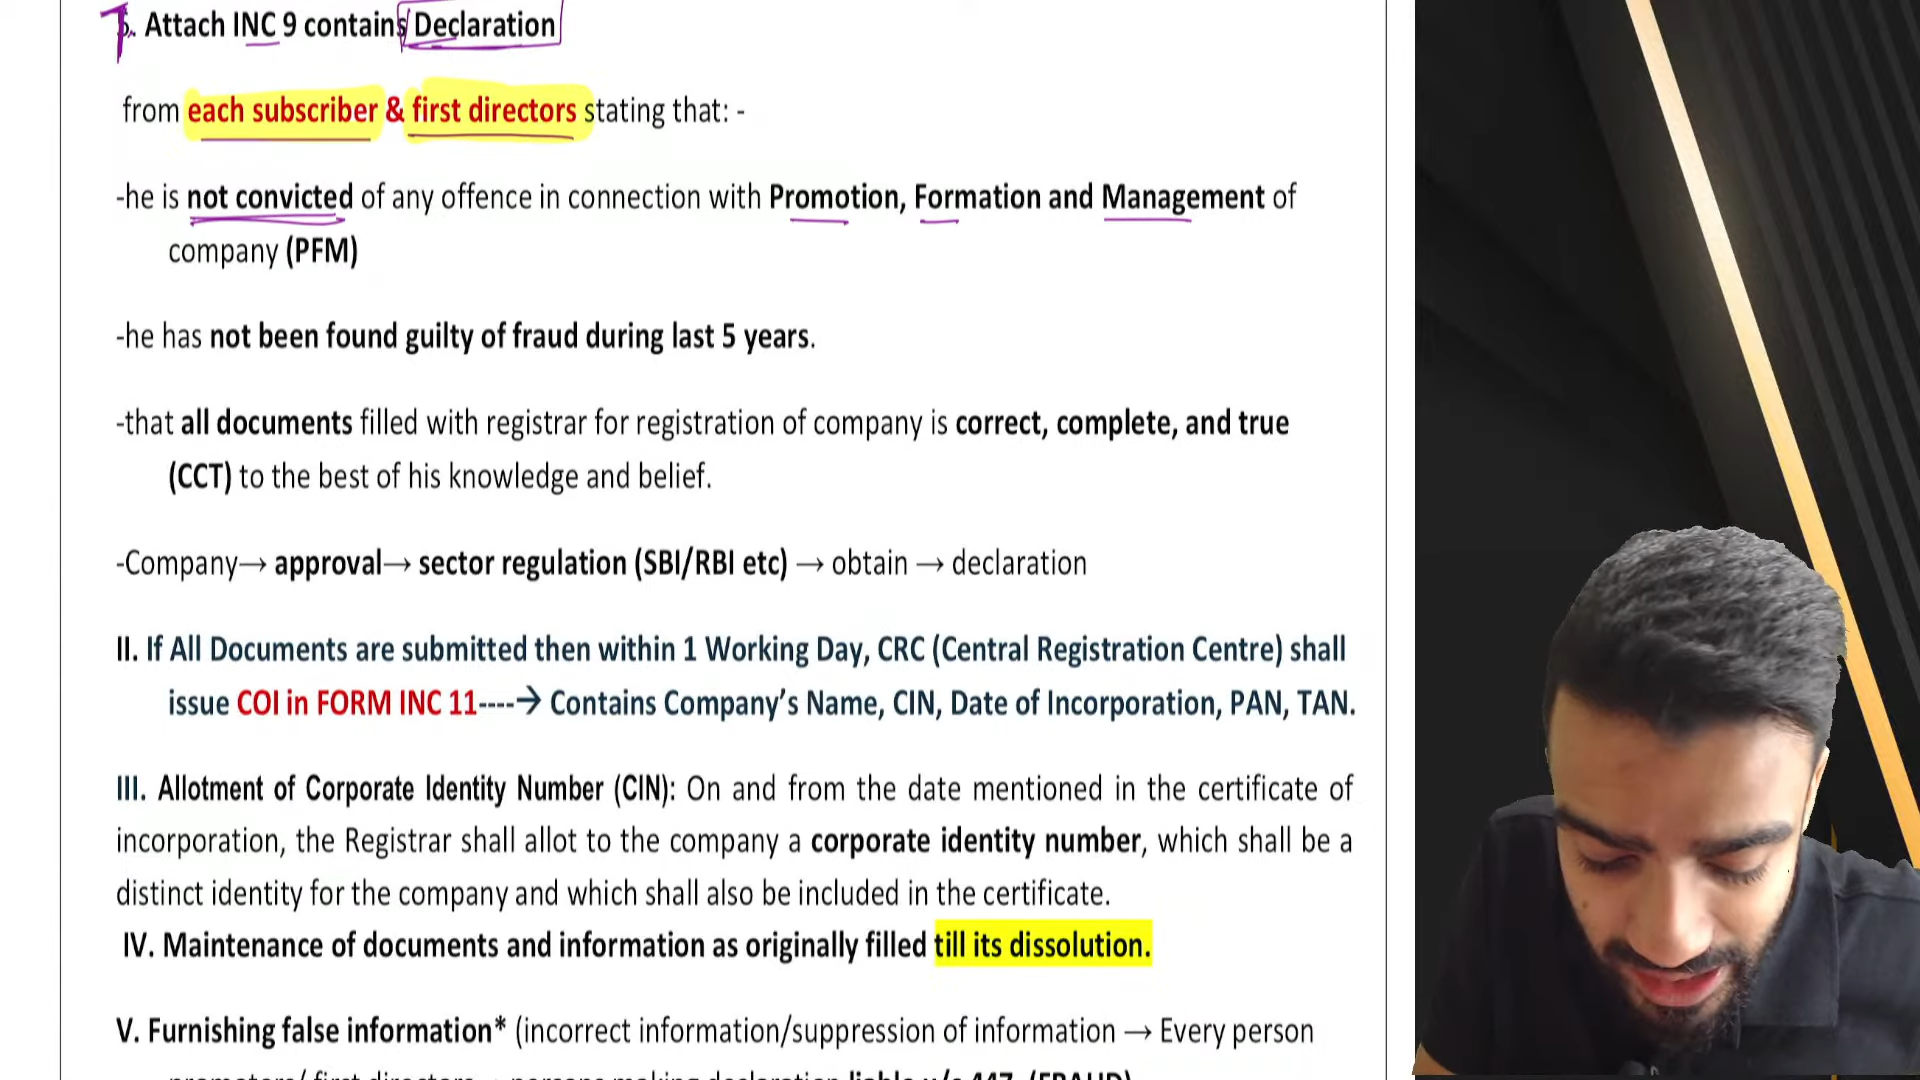 . Attach INC 9 contains Declaration
from each subscriber & first directors stating that: -
-he is not convicted of any offence in connection with Promotion, Formation and Management of
company (PFM)
-he has not been found guilty of fraud during last 5 years.
-that all documents filled with registrar for registration of company is correct, complete, and true
(CCT) to the best of his knowledge and belief.
-Company→ approval→ sector regulation (SBI/RBI etc) → obtain → declaration
II. If All Documents are submitted then within 1 Working Day, CRC (Central Registration Centre) shall
issue COI in FORM INC 11----→ Contains Company's Name, CIN, Date of Incorporation, PAN, TAN.
III. Allotment of Corporate Identity Number (CIN): On and from the date mentioned in the certificate of
incorporation, the Registrar shall allot to the company a corporate identity number, which shall be a
distinct identity for the company and which shall also be included in the certificate.
IV. Maintenance of documents and information as originally filled till its dissolution.
V. Furnishing false information* (incorrect information/suppression of information → Every person